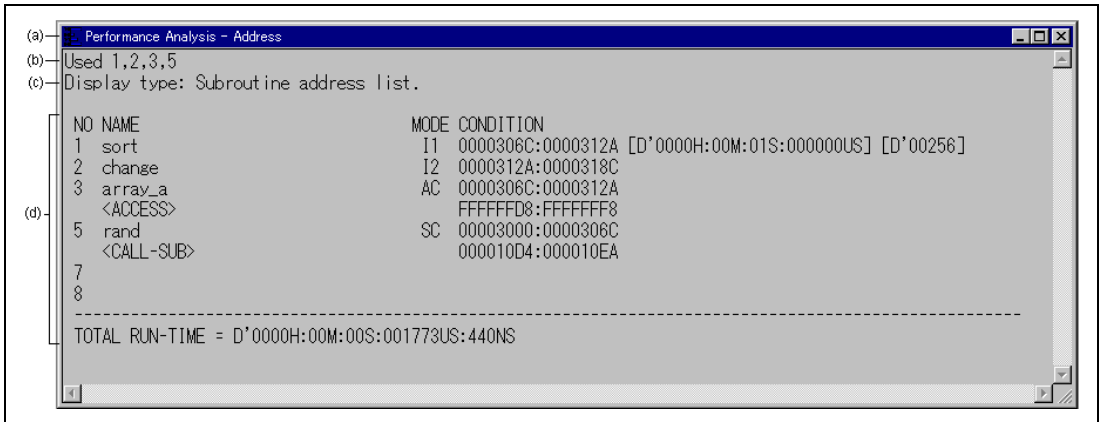 (a) Performance Analysis - Address
(b) Used 1,2,3,5
(c) Display type: Subroutine address list.
NO NAME MODE CONDITION
1 sort I1 0000306C:0000312A [D'0000H:00M:01S:000000US] [D'00256]
2 change I2 0000312A:0000318C
3 array_a AC 0000306C:0000312A
<ACCESS> FFFFFFD8:FFFFFFF8
(d)
5 rand SC 00003000:0000306C
<CALL-SUB> 000010D4:000010EA
7
8
--------------------------------------------------------------------------------
TOTAL RUN-TIME = D'0000H:00M:00S:001773US:440NS